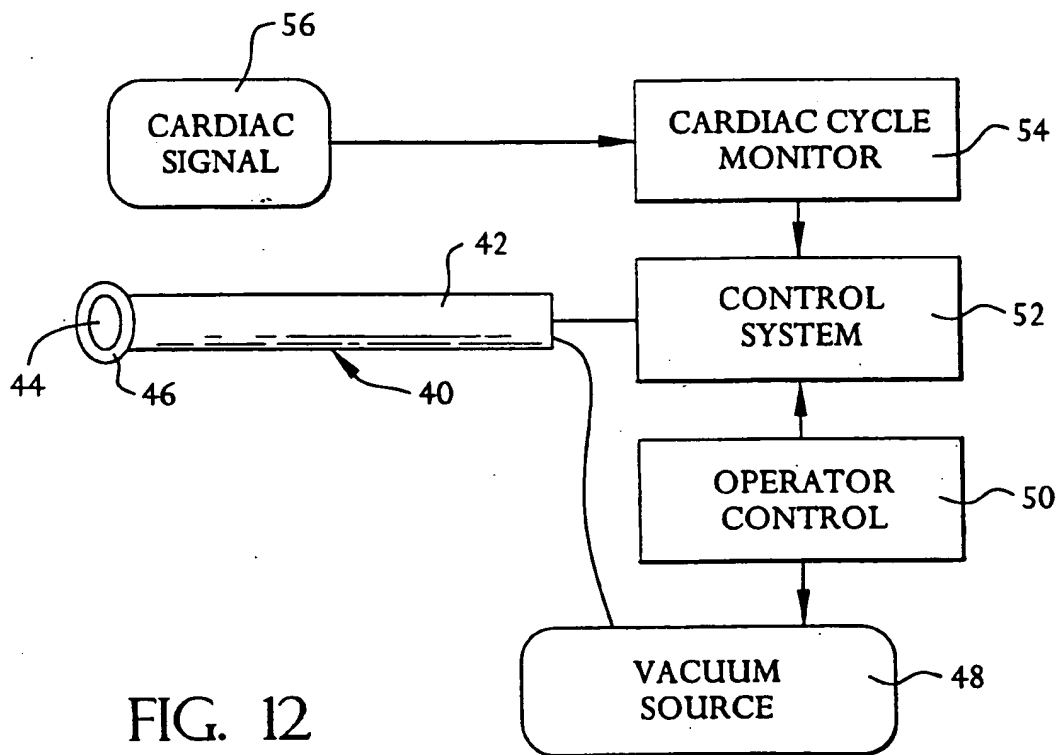 56
CARDIAC
SIGNAL
CARDIAC CYCLE
MONITOR
54
42
CONTROL
SYSTEM
52
44
46
40
OPERATOR
CONTROL
50
VACUUM
SOURCE
48
FIG. 12